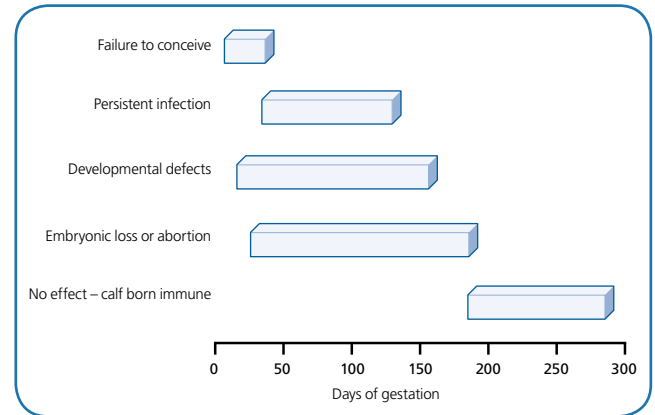 Failure to conceive
Persistent infection
Developmental defects
Embryonic loss or abortion
No effect – calf born immune
0 50 100 150 200 250 300
Days of gestation